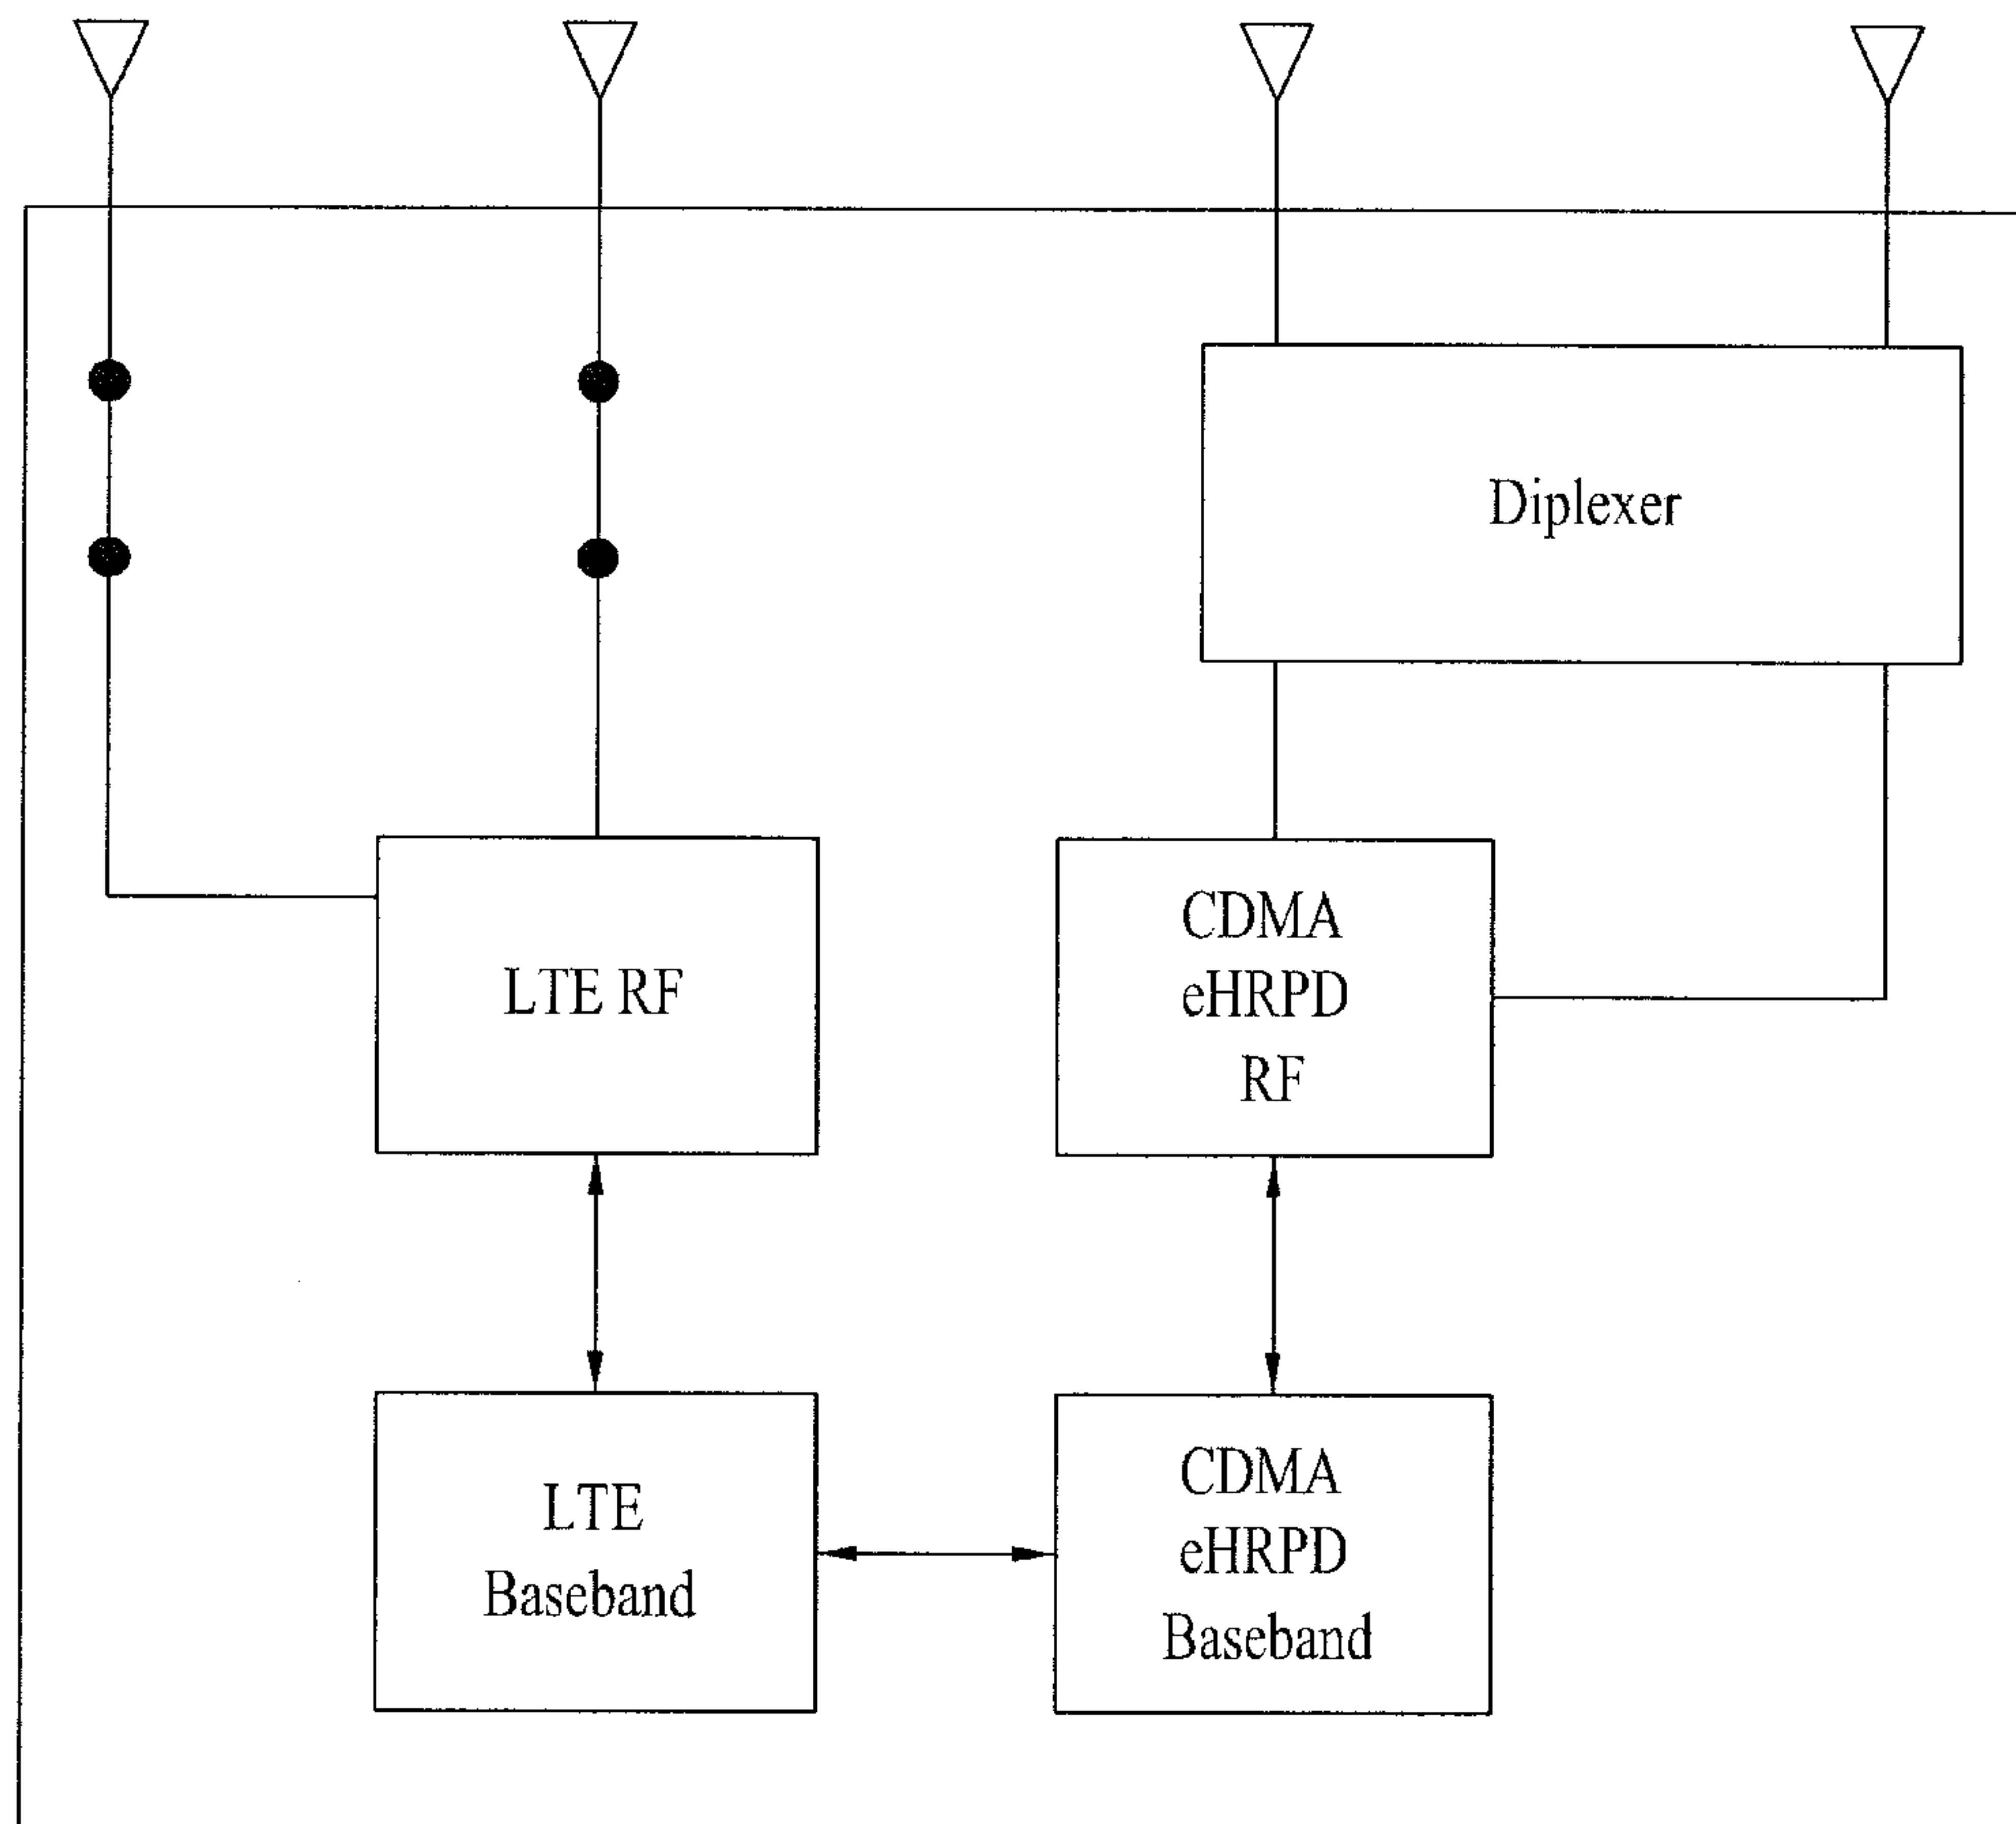 Diplexer
LTE RF
CDMA
eHRPD
RF
LTE
Baseband
CDMA
eHRPD
Baseband